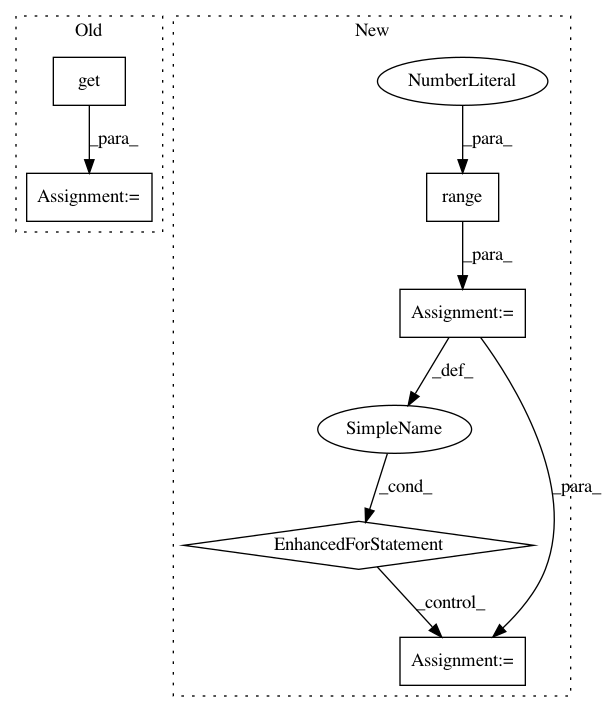 Old
New
get
NumberLiteral
_para_
_para_
Assignment:=
range
_para_
Assignment:=
_def_
SimpleName
_cond_
_para_
EnhancedForStatement
_control_
Assignment:=